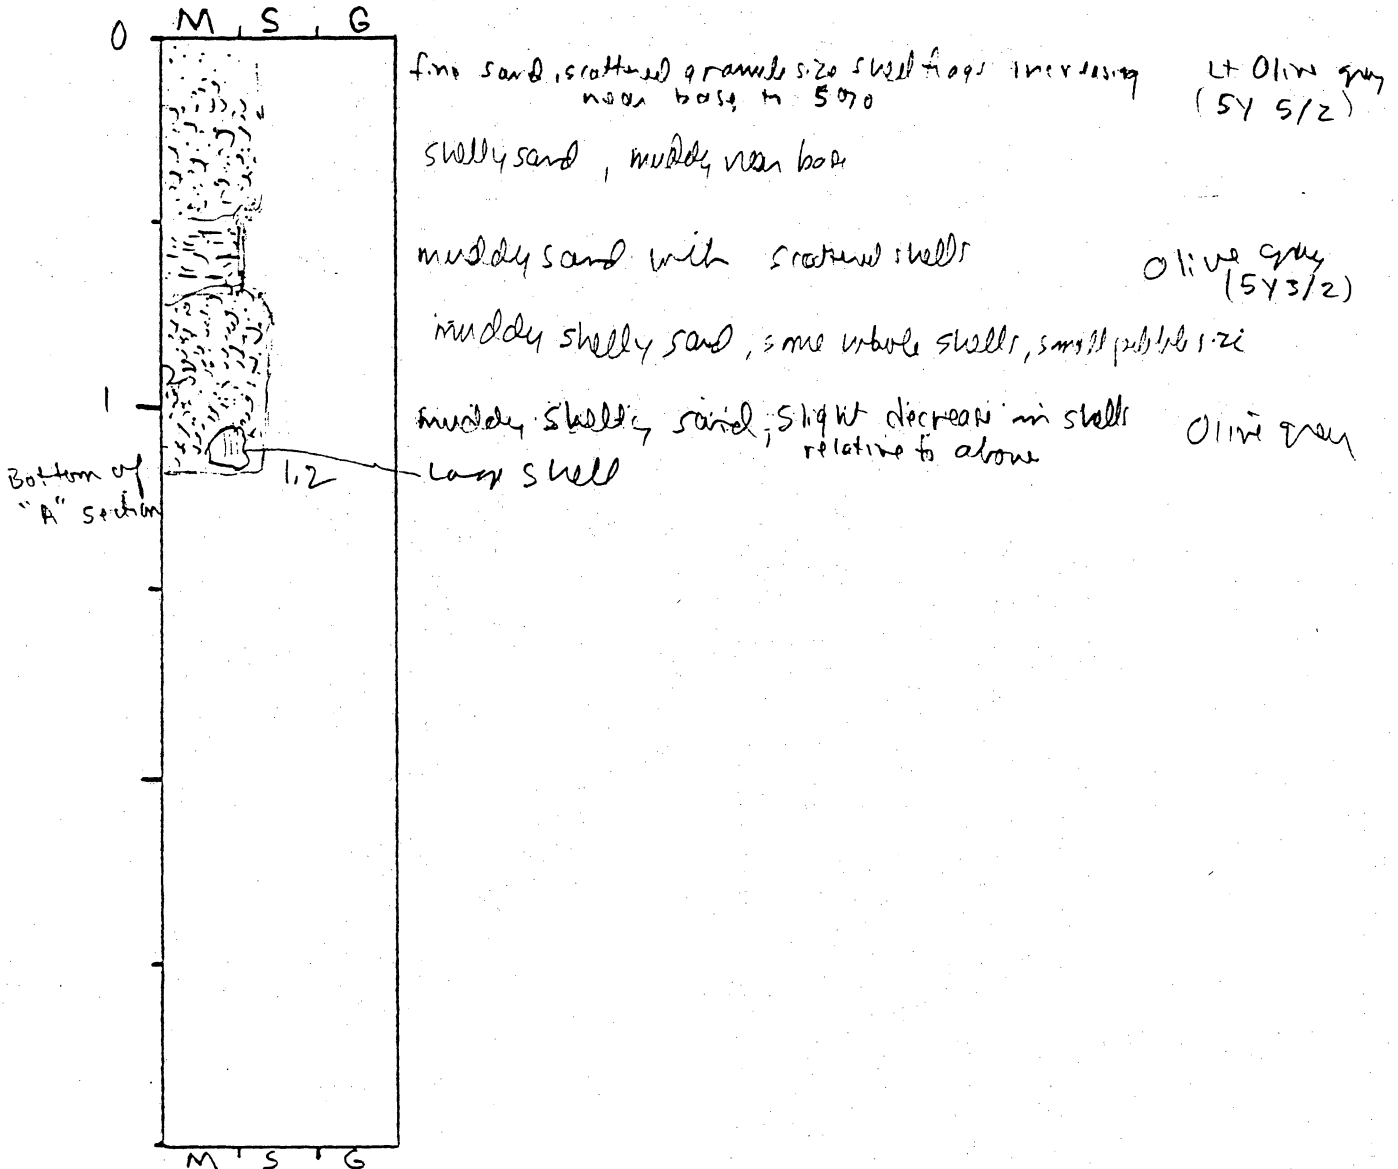 M S G
0
fine sand, scattered granule size shell frags increasing Lt Olive gray
near base to 50% (5Y 5/2)
shelly sand, muddy near base
muddy sand with scattered shells Olive gray
(5Y3/2)
muddy shelly sand, some whole shells, small pebble size
1
muddy shelly sand, slight decrease in shells Olive gray
relative to above
Bottom of 1.2 Large shell
"A" section
M S G